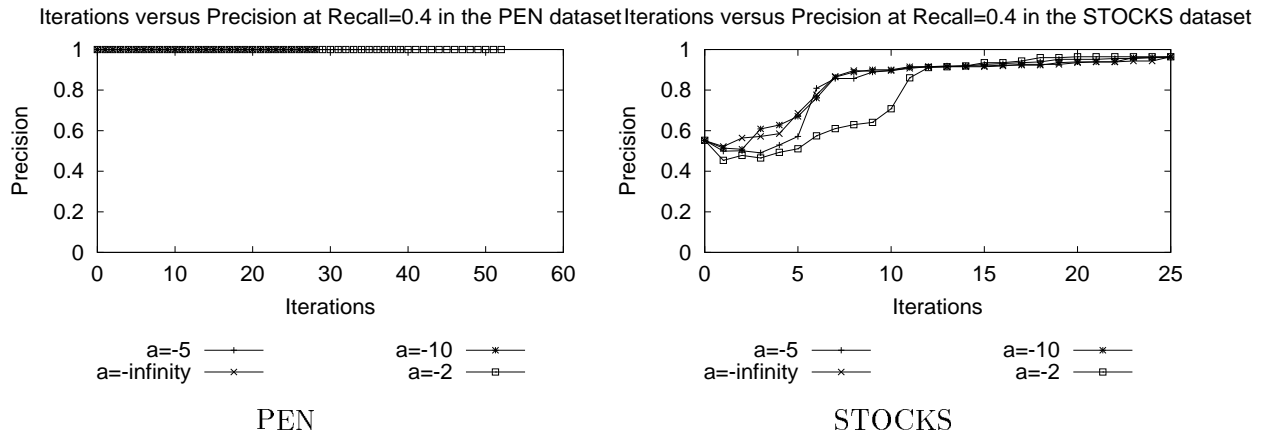 Iterations versus Precision at Recall=0.4 in the PEN dataset
1
0.8
0.6
0.4
0.2
0
Precision
0 10 20 30 40 50 60
Iterations
a=-5
a=-10
a=-infinity
a=-2
PEN
Iterations versus Precision at Recall=0.4 in the STOCKS dataset
1
0.8
0.6
0.4
0.2
0
Precision
0 5 10 15 20 25
Iterations
a=-5
a=-10
a=-infinity
a=-2
STOCKS